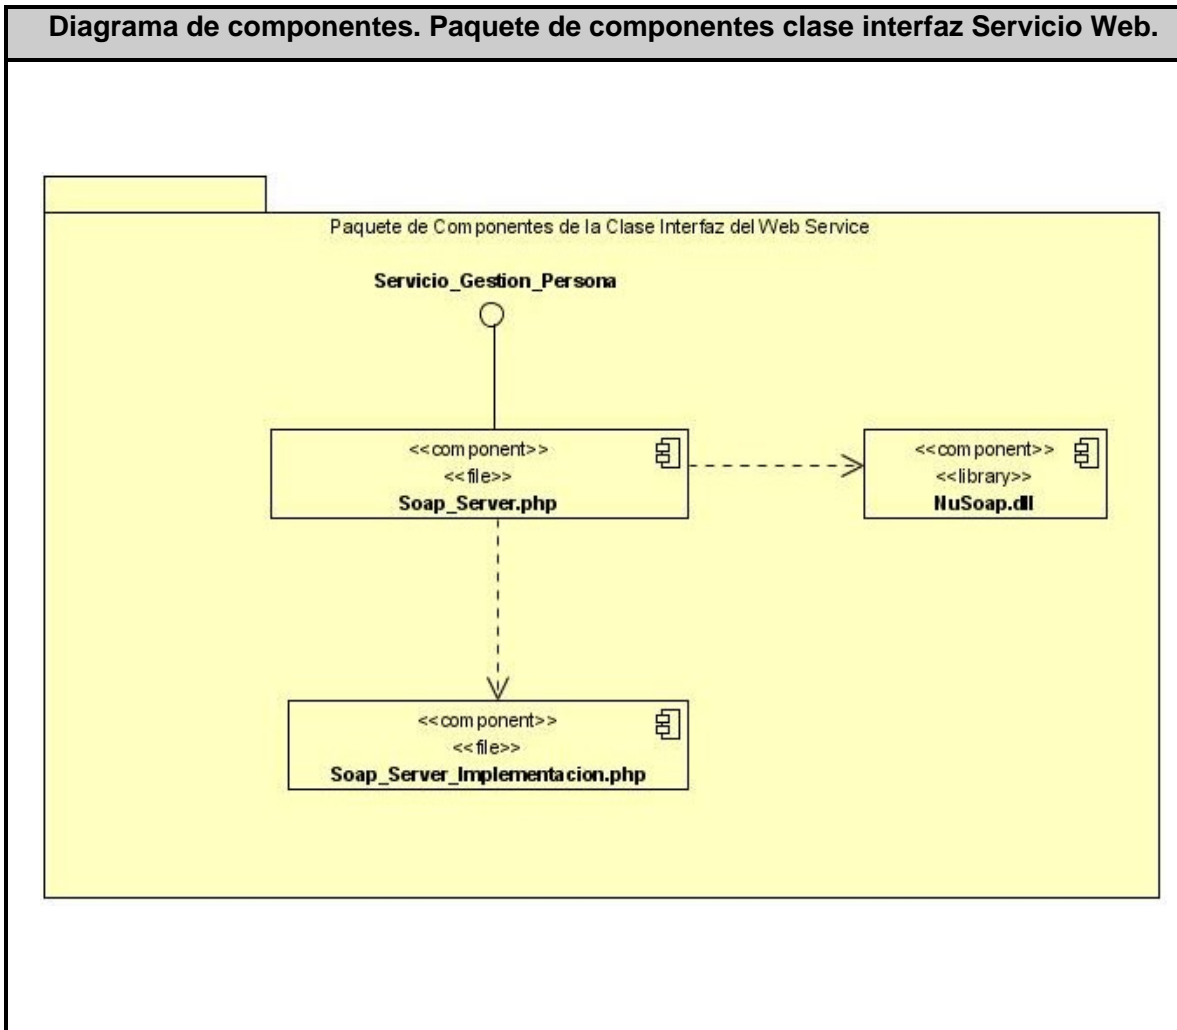 Diagrama de componentes. Paquete de componentes clase interfaz Servicio Web.
Paquete de Componentes de la Clase Interfaz del Web Service
Servicio_Gestion_Persona
<<component>>
<<file>>
Soap_Server.php
<<component>>
<<library>>
NuSoap.dll
<<component>>
<<file>>
Soap_Server_Implementacion.php